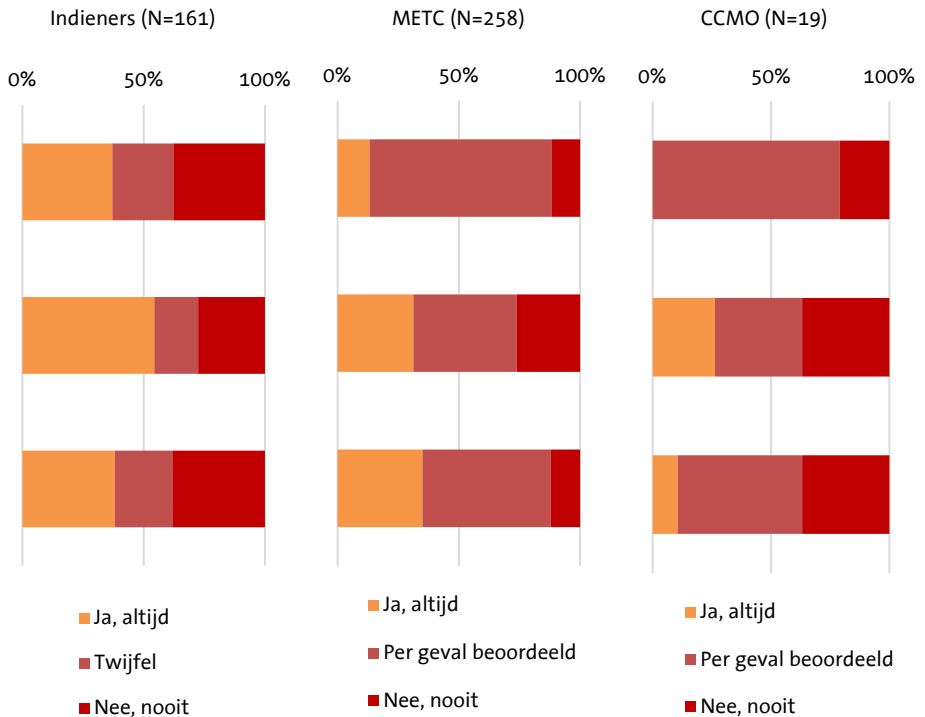 Indieners (N=161)
0% 50% 100%
Ja, altijd
Twijfel
Nee, nooit
METC (N=258)
0% 50% 100%
Ja, altijd
Per geval beoordeeld
Nee, nooit
CCMO (N=19)
0% 50% 100%
Ja, altijd
Per geval beoordeeld
Nee, nooit